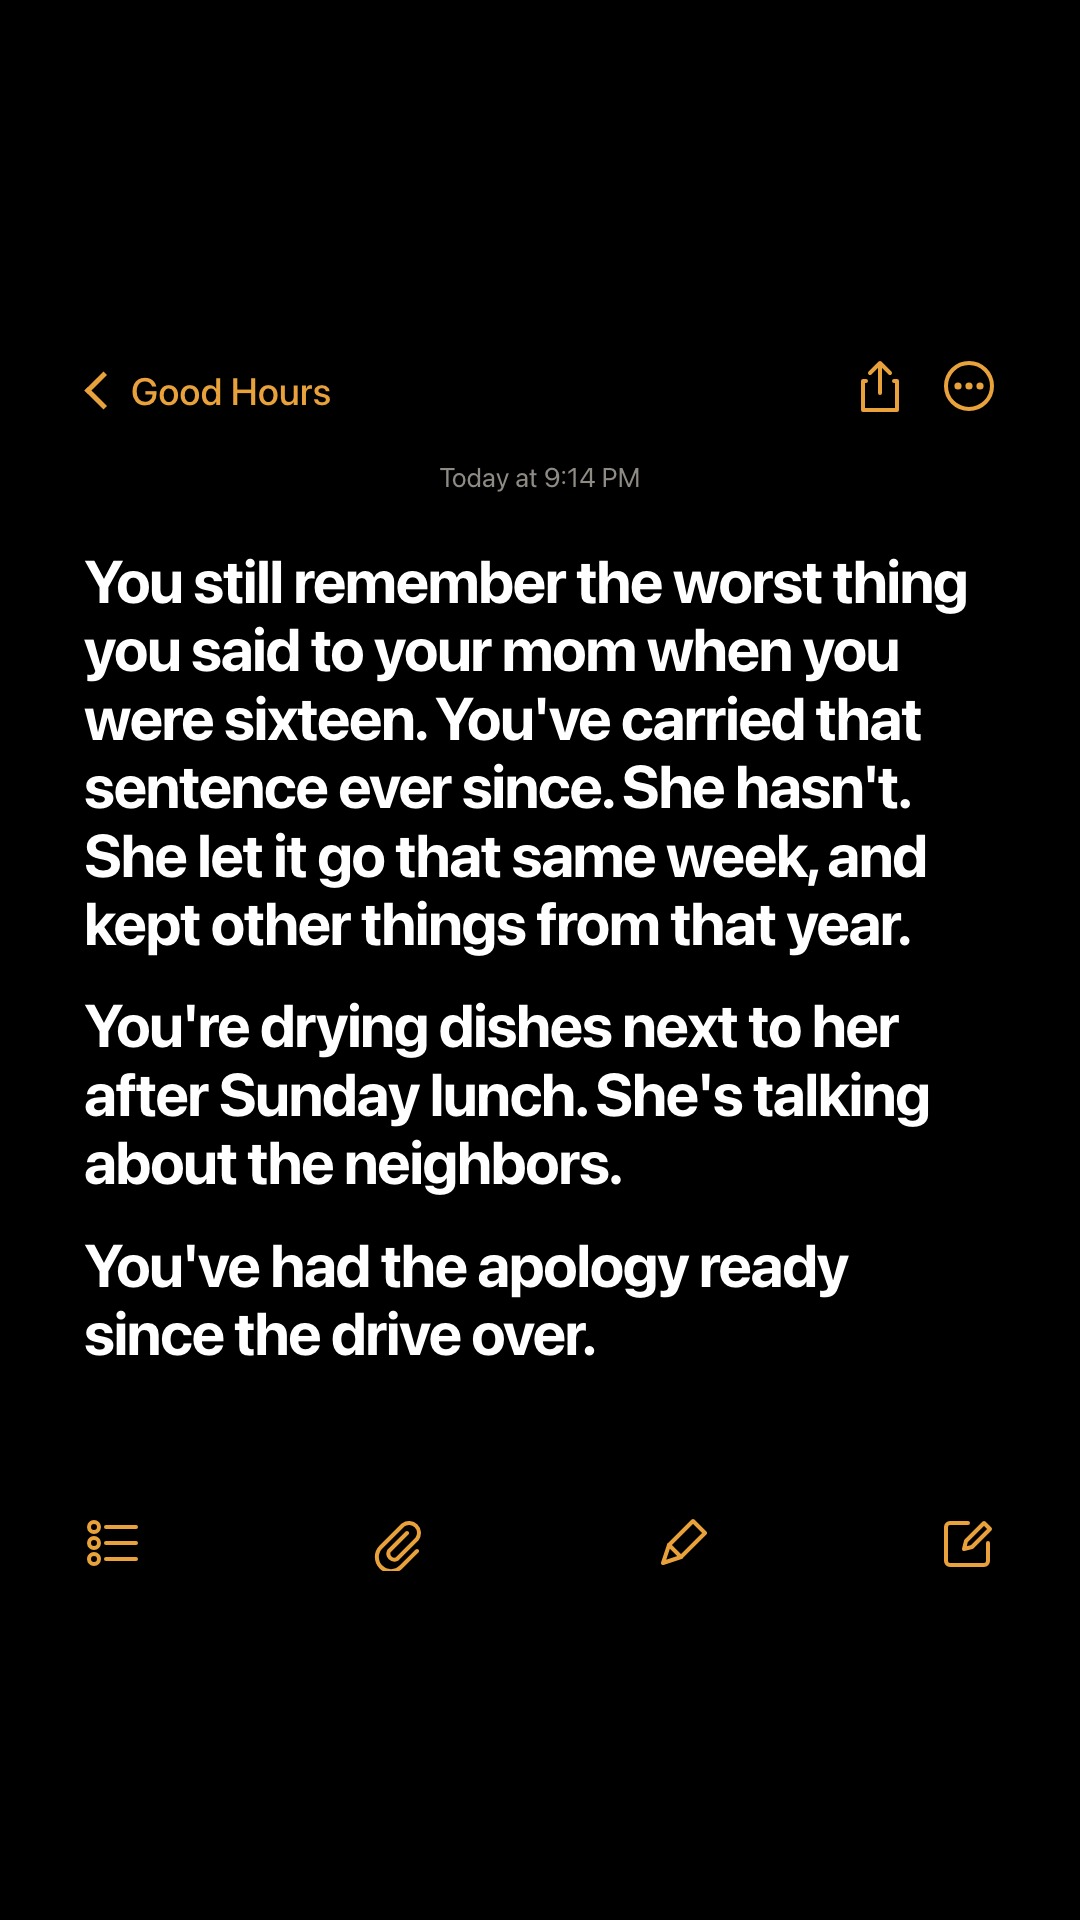 Good Hours
Today at 9:14 PM
You still remember the worst thing
you said to your mom when you
were sixteen. You've carried that
sentence ever since. She hasn't.
She let it go that same week, and
kept other things from that year.
You're drying dishes next to her
after Sunday lunch. She's talking
about the neighbors.
You've had the apology ready
since the drive over.